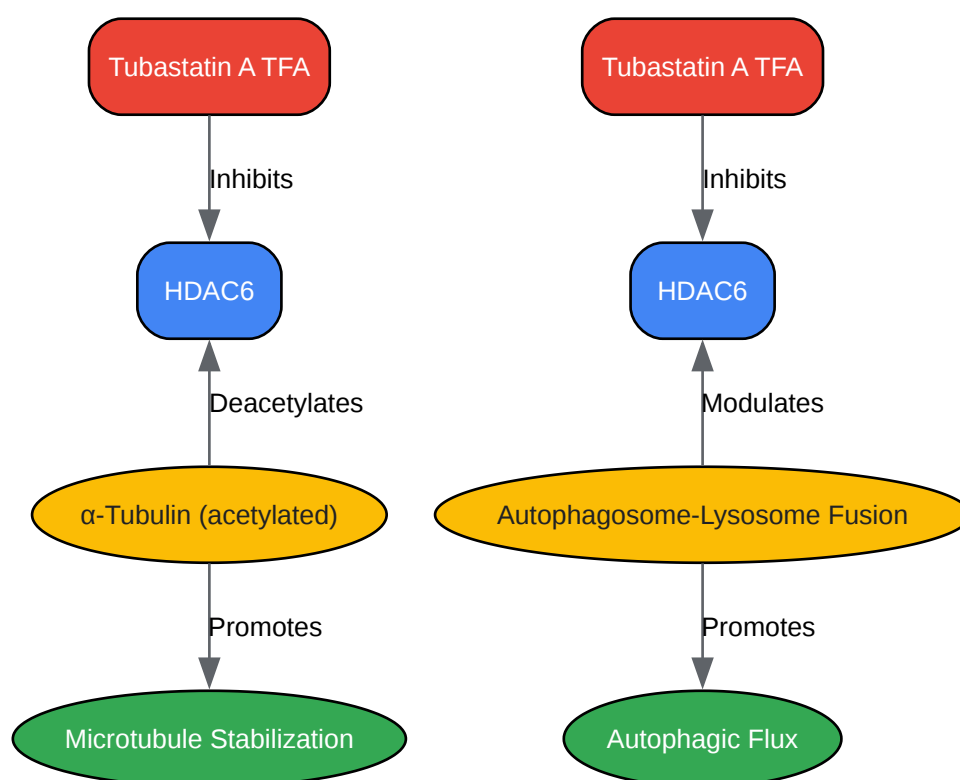 Tubastatin A TFA
Inhibits
HDAC6
Deacetylates
α-Tubulin (acetylated)
Promotes
Microtubule Stabilization
Tubastatin A TFA
Inhibits
HDAC6
Modulates
Autophagosome-Lysosome Fusion
Promotes
Autophagic Flux